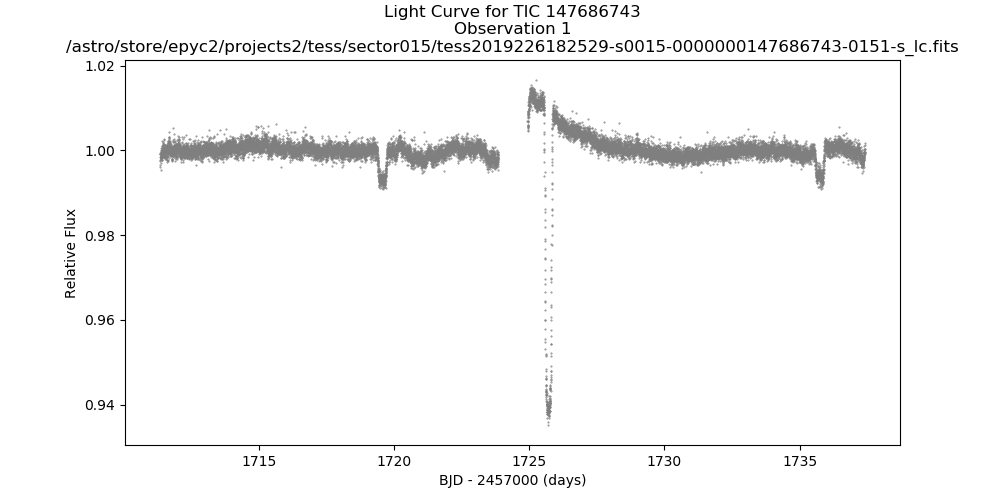 Light Curve for TIC 147686743
Observation 1
/astro/store/epyc2/projects2/tess/sector015/tess2019226182529-s0015-0000000147686743-0151-s_lc.fits
1.02
1.00
0.98
0.96
0.94
Relative Flux
1715
1720
1725
1730
1735
BJD - 2457000 (days)